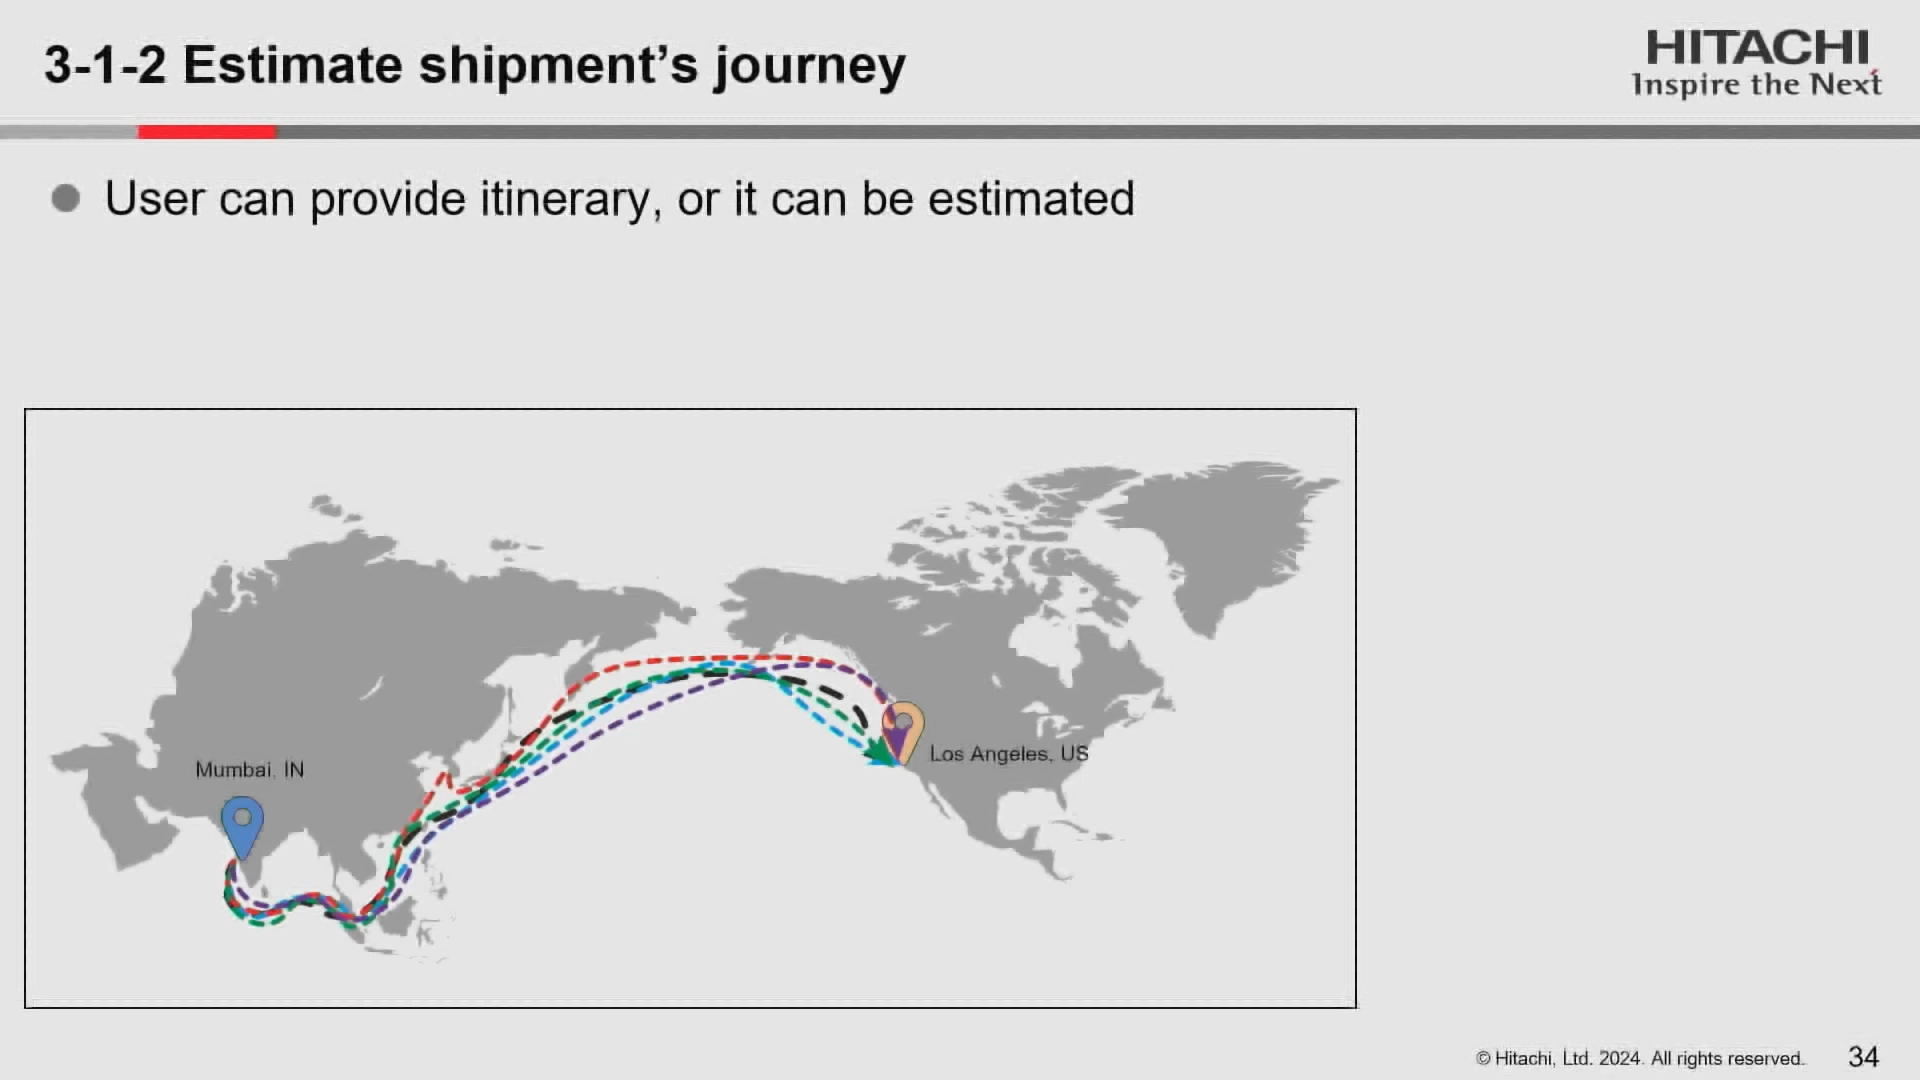 3-1-2 Estimate shipment's journey
HITACHI
Inspire the Next
User can provide itinerary, or it can be estimated
Mumbai, IN
Los Angeles, US
© Hitachi, Ltd. 2024. All rights reserved.
34